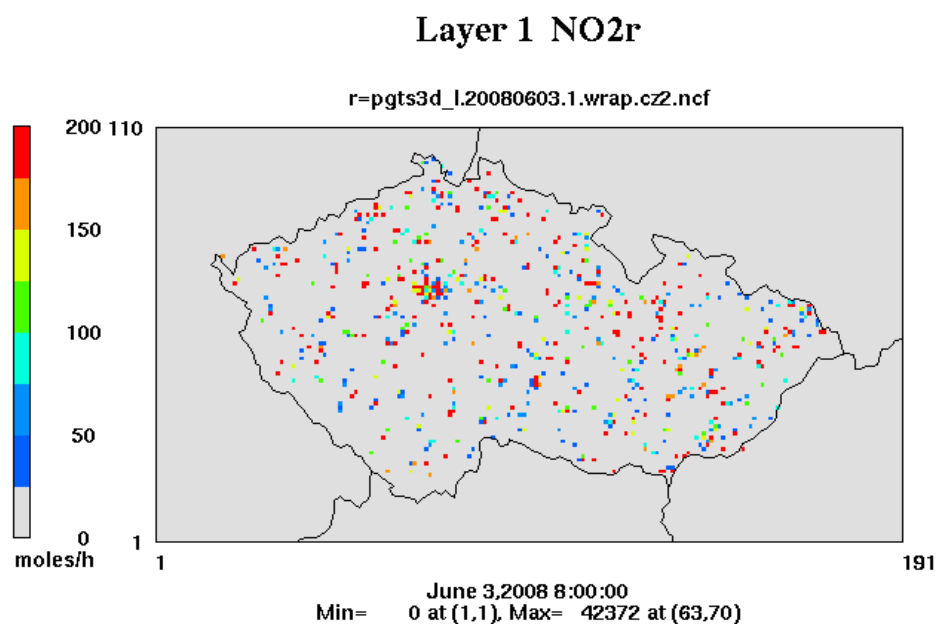 Layer 1 NO2r
r=pgts3d_l.20080603.1.wrap.cz2.ncf
200
150
100
50
0
moles/h
110
1
1
191
June 3,2008 8:00:00
Min= 0 at (1,1), Max= 42372 at (63,70)